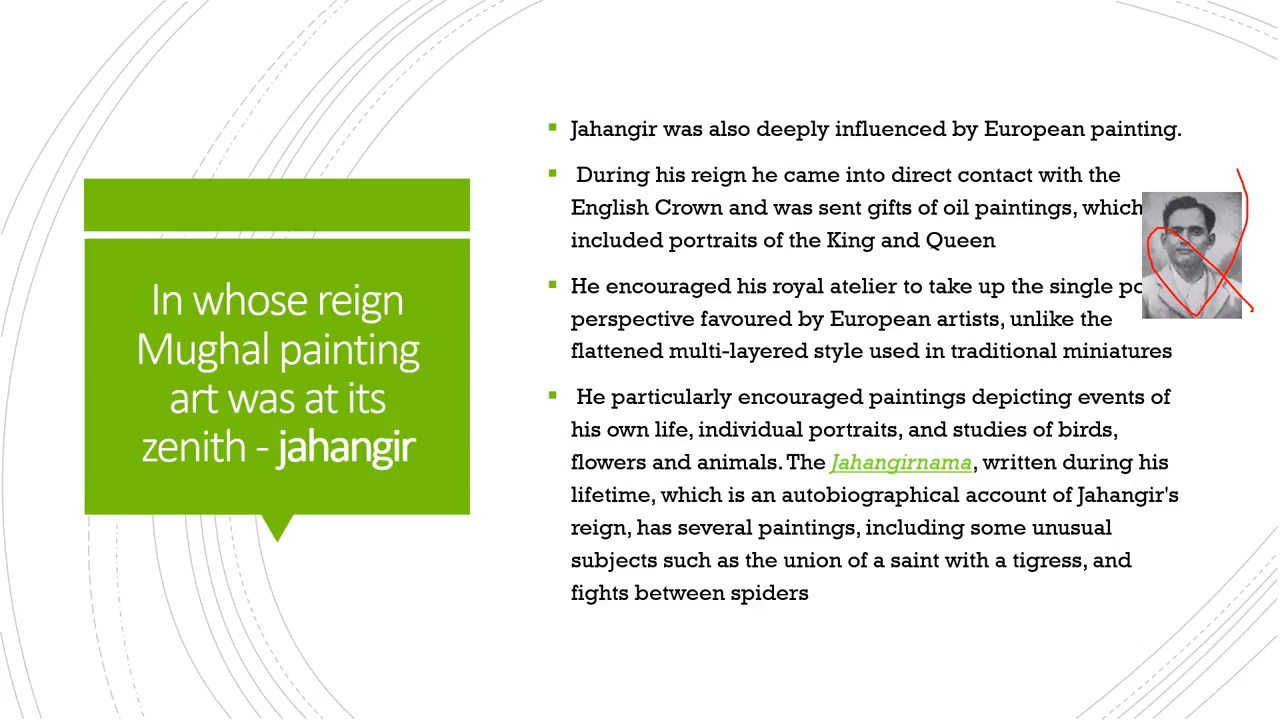 In whose reign
Mughal painting
art was at its
zenith - jahangir
Jahangir was also deeply influenced by European painting.
During his reign he came into direct contact with the
English Crown and was sent gifts of oil paintings, which
included portraits of the King and Queen
He encouraged his royal atelier to take up the single
perspective favoured by European artists, unlike the
flattened multi-layered style used in traditional miniatures
He particularly encouraged paintings depicting events of
his own life, individual portraits, and studies of birds,
flowers and animals. The Jahangirnama, written during his
lifetime, which is an autobiographical account of Jahangir's
reign, has several paintings, including some unusual
subjects such as the union of a saint with a tigress, and
fights between spiders